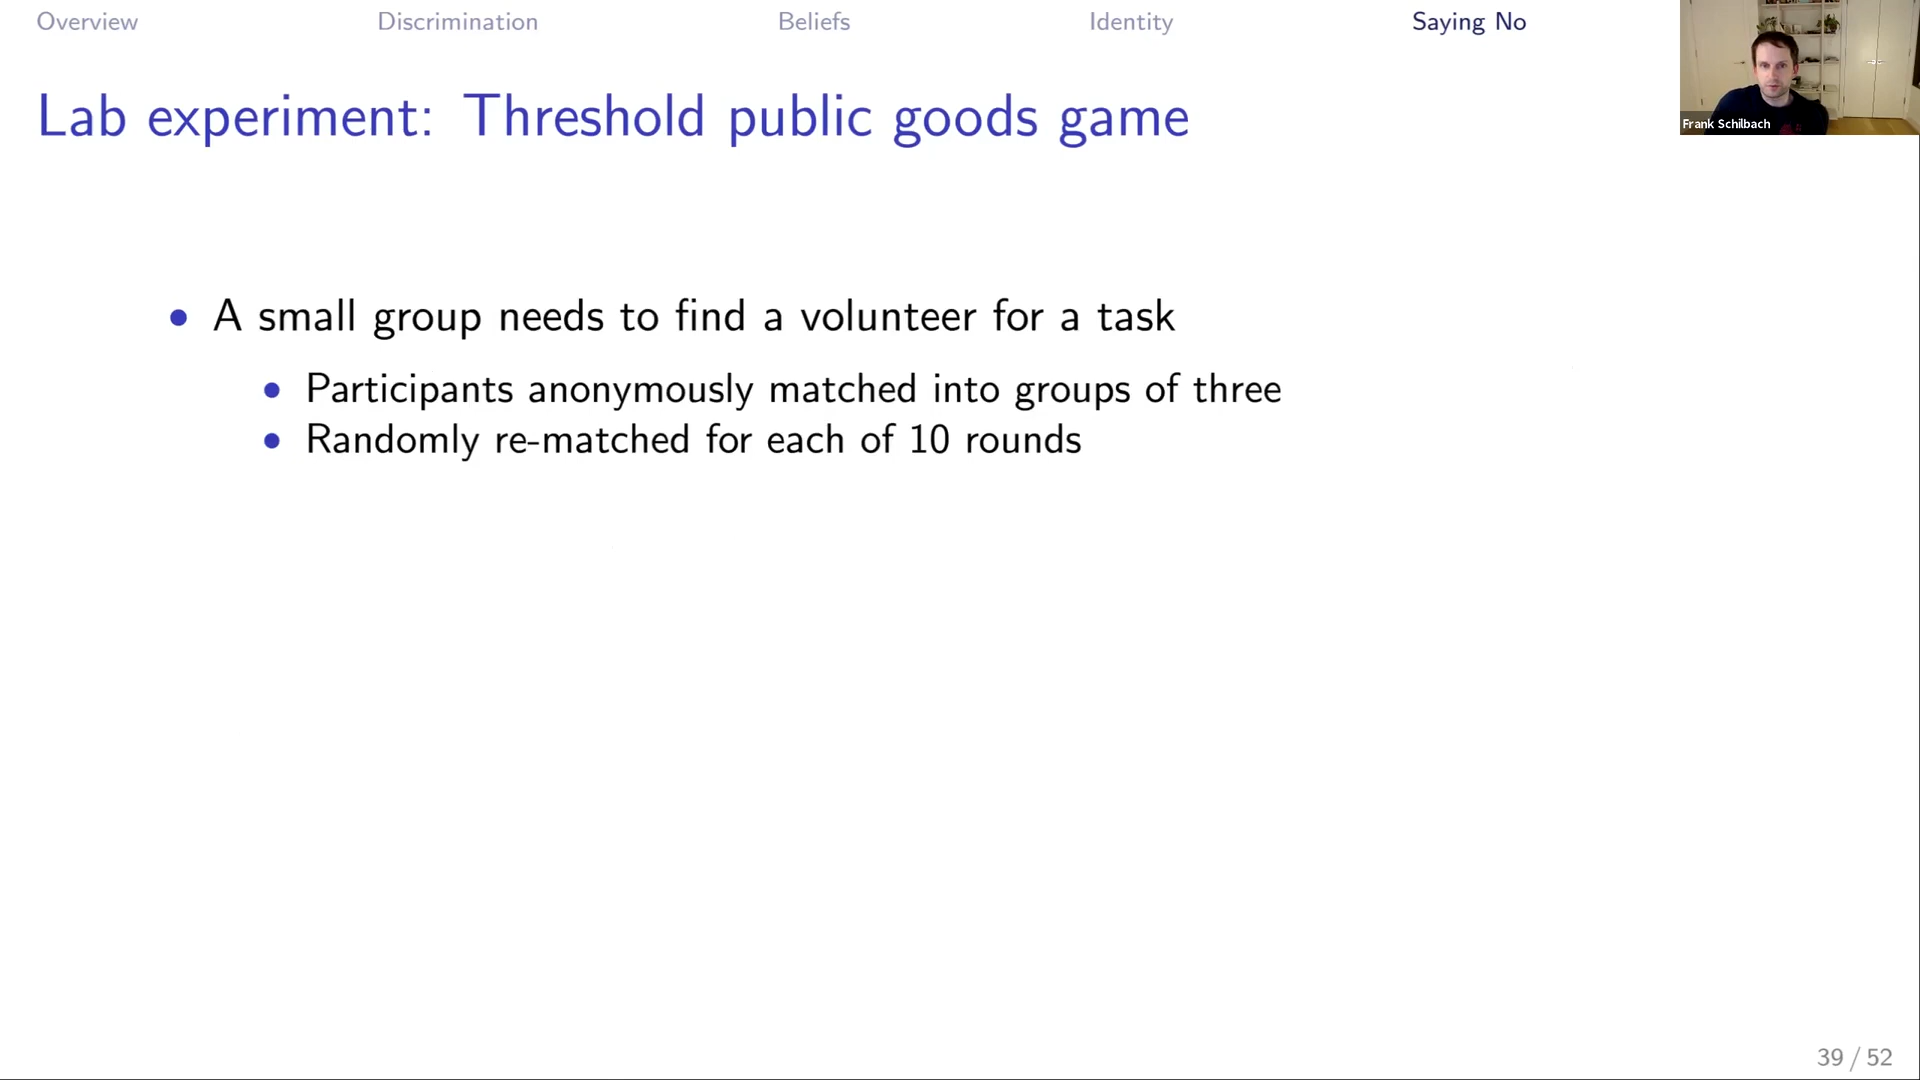 Overview Discrimination Beliefs Identity Saying No
Frank Schilbach
Lab experiment: Threshold public goods game
• A small group needs to find a volunteer for a task
• Participants anonymously matched into groups of three
• Randomly re-matched for each of 10 rounds
39 / 52